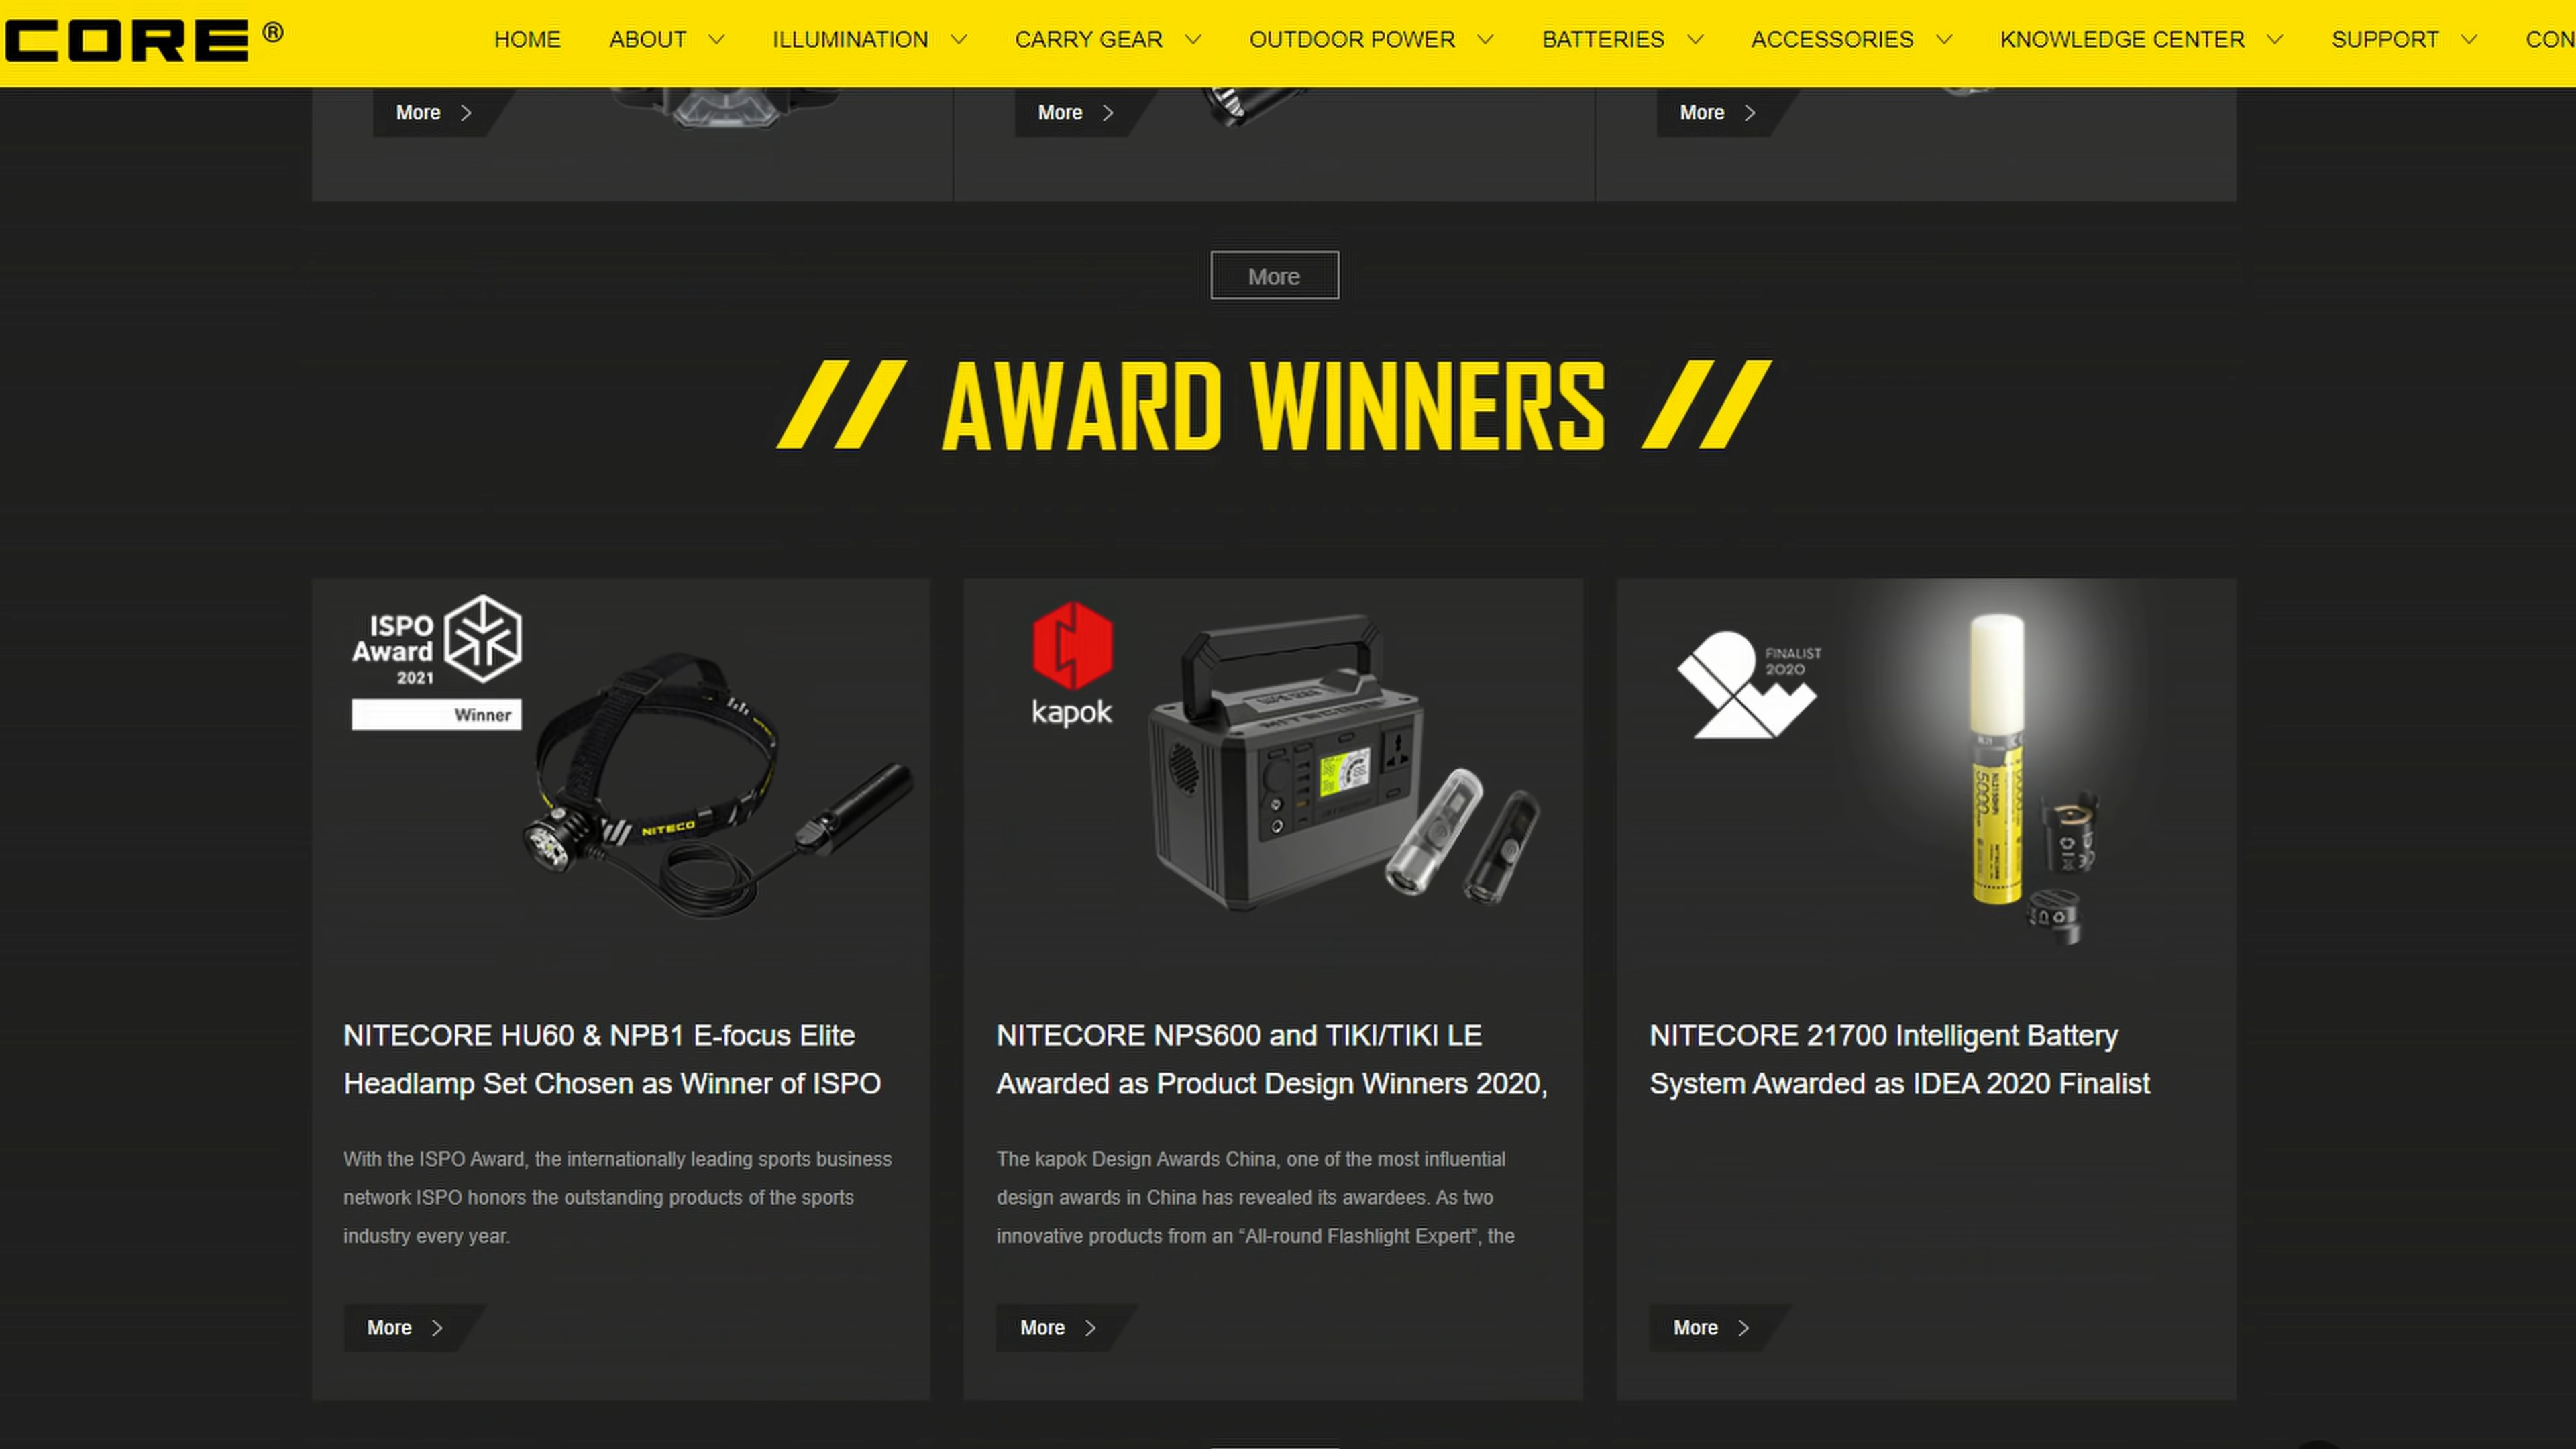 CORE ®
HOME ABOUT ILLUMINATION CARRY GEAR OUTDOOR POWER BATTERIES ACCESSORIES KNOWLEDGE CENTER SUPPORT CON
More More More
More
// AWARD WINNERS //
ISPO
Award
2021
Winner
NITECO
kapok
NITECORE
FINALIST
2020
5000
NITECORE HU60 & NPB1 E-focus Elite
Headlamp Set Chosen as Winner of ISPO
With the ISPO Award, the internationally leading sports business
network ISPO honors the outstanding products of the sports
industry every year.
More
NITECORE NPS600 and TIKI/TIKI LE
Awarded as Product Design Winners 2020,
The kapok Design Awards China, one of the most influential
design awards in China has revealed its awardees. As two
innovative products from an “All-round Flashlight Expert”, the
More
NITECORE 21700 Intelligent Battery
System Awarded as IDEA 2020 Finalist
More